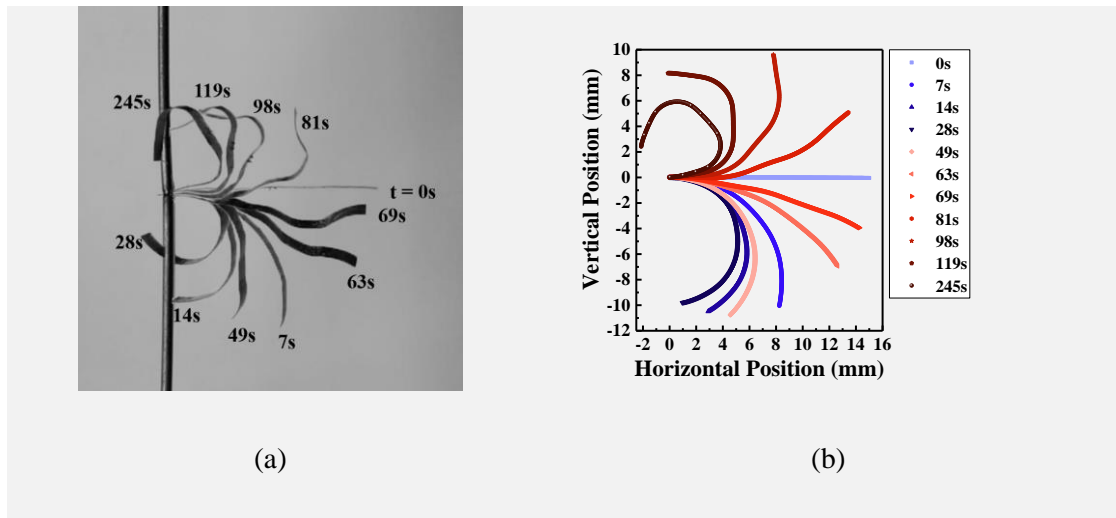 119s
245s
98s
81s
t = 0s
69s
28s
63s
14s
49s
7s
Vertical Position (mm)
10
8
6
4
2
0
-2
-4
-6
-8
-10
-12
-2 0 2 4 6 8 10 12 14 16
Horizontal Position (mm)
0s
7s
14s
28s
49s
63s
69s
81s
98s
119s
245s
(a)
(b)